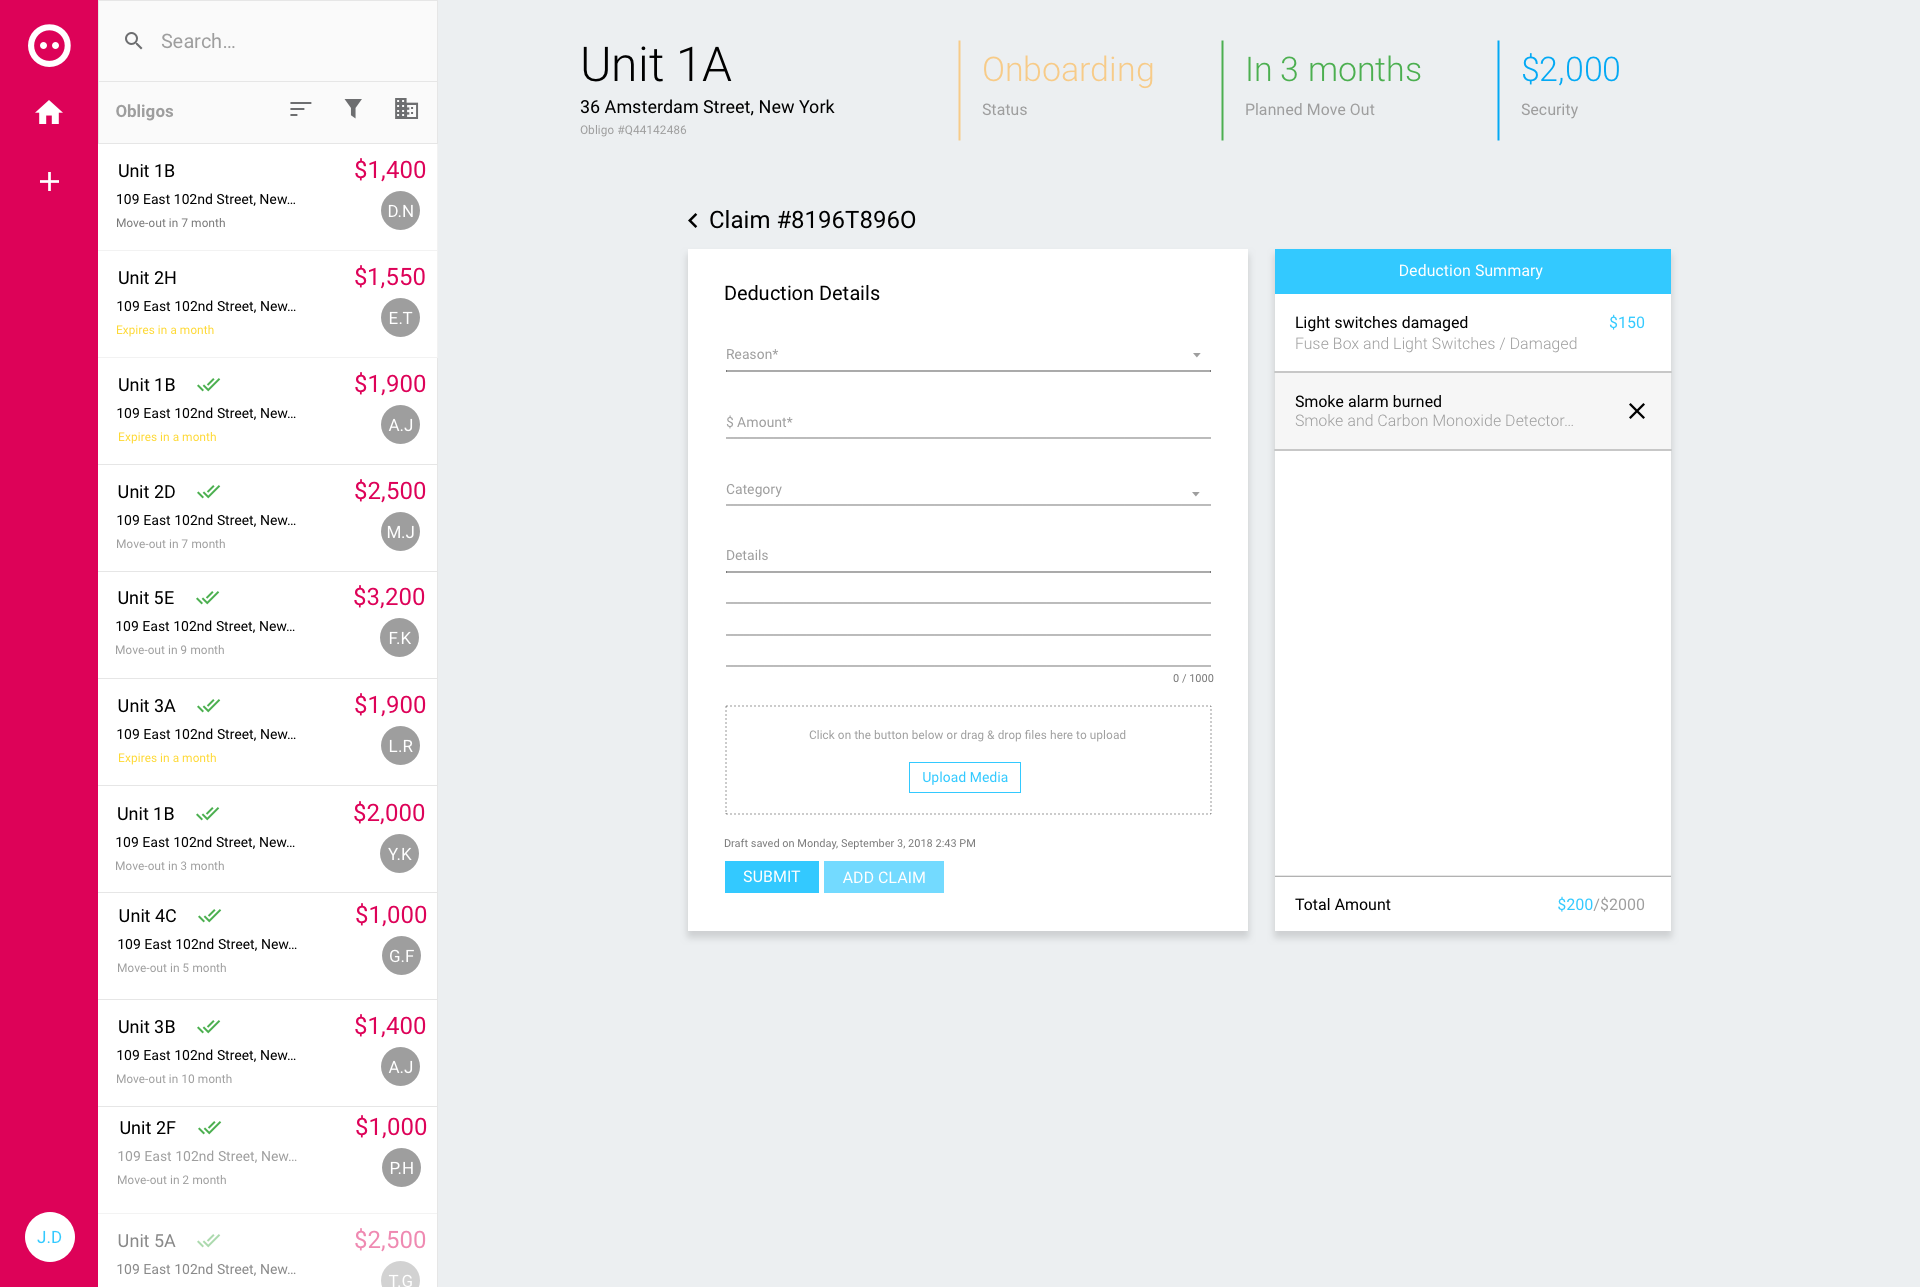 Search...
Obligos
Unit 1B
$1,400
109 East 102nd Street, New...
D.N
Move-out in 7 month
Unit 2H
$1,550
109 East 102nd Street, New...
E.T
Expires in a month
Unit 1B
$1,900
109 East 102nd Street, New...
A.J
Expires in a month
Unit 2D
$2,500
109 East 102nd Street, New...
M.J
Move-out in 7 month
Unit 5E
$3,200
109 East 102nd Street, New...
F.K
Move-out in 9 month
Unit 3A
$1,900
109 East 102nd Street, New...
L.R
Expires in a month
Unit 1B
$2,000
109 East 102nd Street, New...
Y.K
Move-out in 3 month
Unit 4C
$1,000
109 East 102nd Street, New...
G.F
Move-out in 5 month
Unit 3B
$1,400
109 East 102nd Street, New...
A.J
Move-out in 10 month
Unit 2F
$1,000
109 East 102nd Street, New...
P.H
Move-out in 2 month
Unit 5A
$2,500
109 East 102nd Street, New...
T.G
J.D
Unit 1A
36 Amsterdam Street, New York
Obligo #Q44142486
Onboarding
Status
In 3 months
Planned Move Out
$2,000
Security
Claim #8196T896O
Deduction Details
Reason*
$ Amount*
Category
Details
0 / 1000
Click on the button below or drag & drop files here to upload
Upload Media
Draft saved on Monday, September 3, 2018 2:43 PM
SUBMIT
ADD CLAIM
Deduction Summary
Light switches damaged
$150
Fuse Box and Light Switches / Damaged
Smoke alarm burned
Smoke and Carbon Monoxide Detector...
Total Amount
$200/$2000